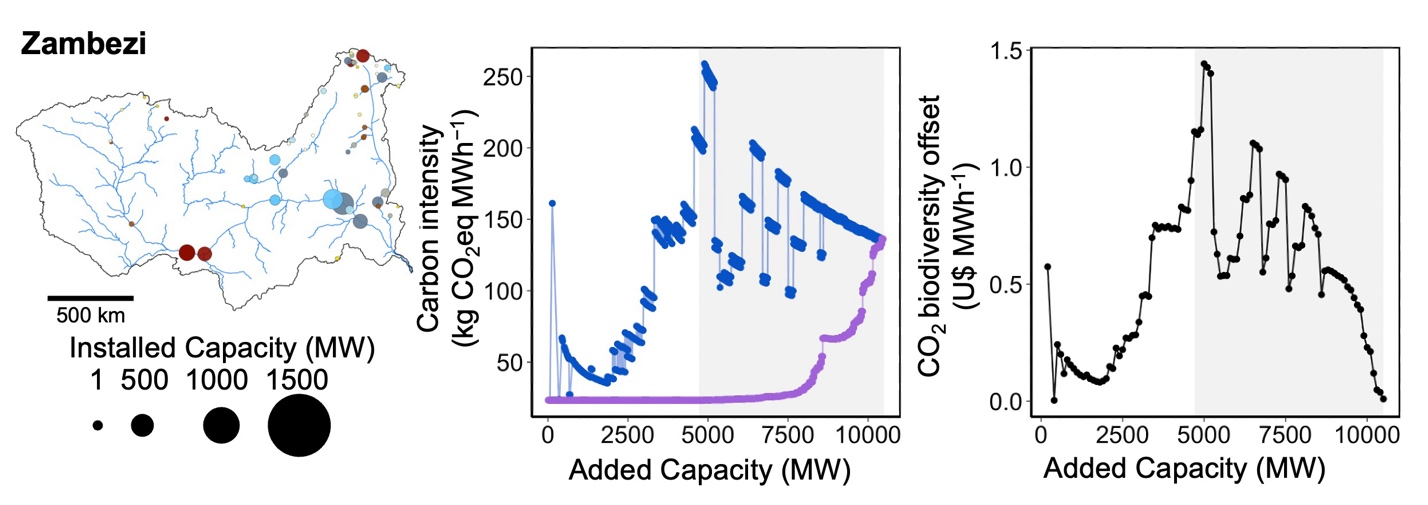 Zambezi
500 km
Installed Capacity (MW)
1 500 1000 1500
Carbon intensity
(kg CO₂eq MWh⁻¹)
250
200
150
100
50
0 2500 5000 7500 10000
Added Capacity (MW)
CO₂ biodiversity offset
(U$ MWh⁻¹)
1.5
1.0
0.5
0.0
0 2500 5000 7500 10000
Added Capacity (MW)